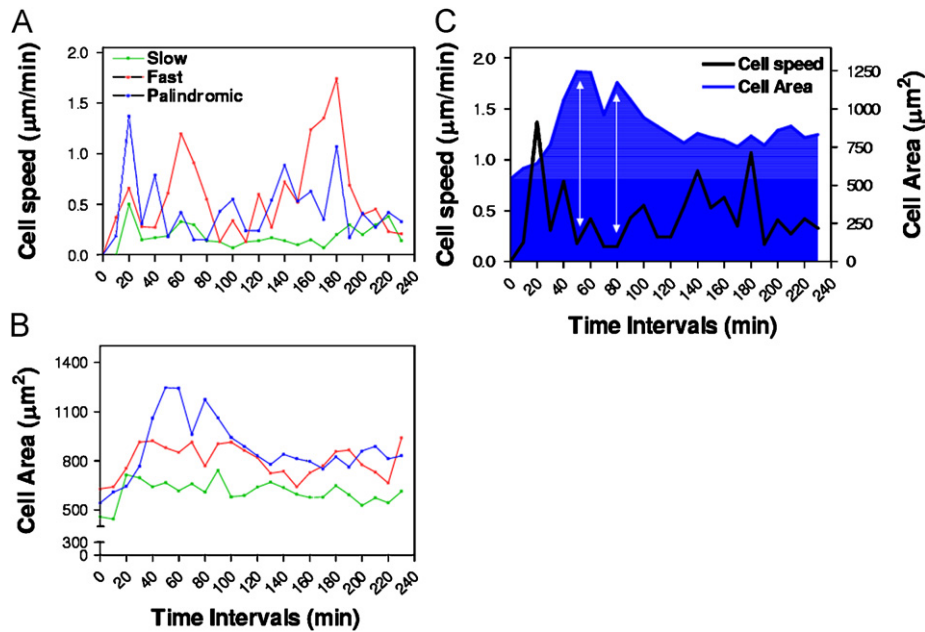 A
Cell speed (μm/min)
2.0
1.5
1.0
0.5
0.0
Slow
Fast
Palindromic
0 20 40 60 80 100 120 140 160 180 200 220 240
C
Cell speed (μm/min)
2.0
1.5
1.0
0.5
0.0
Cell speed
Cell Area
1250
1000
750
500
250
0
Cell Area (μm²)
0 20 40 60 80 100 120 140 160 180 200 220 240
Time Intervals (min)
B
Cell Area (μm²)
1400
1100
800
500
300
0
0 20 40 60 80 100 120 140 160 180 200 220 240
Time Intervals (min)